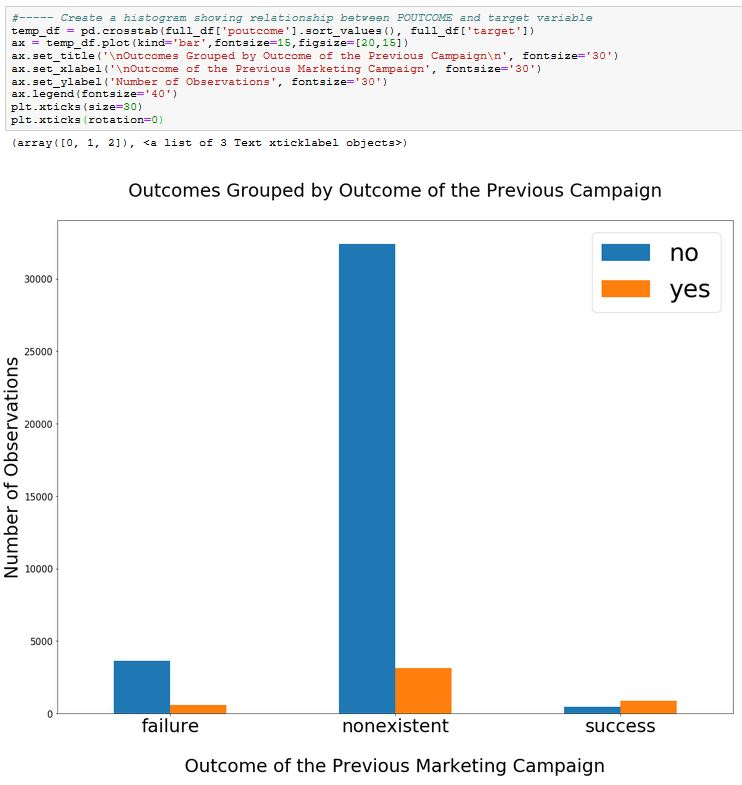 #----- Create a histogram showing relationship between POUTCOME and target variable
temp_df = pd.crosstab(full_df['poutcome'].sort_values(), full_df['target'])
ax = temp_df.plot(kind='bar',fontsize=15,figsize=[20,15])
ax.set_title('\nOutcomes Grouped by Outcome of the Previous Campaign\n', fontsize='30')
ax.set_xlabel('\nOutcome of the Previous Marketing Campaign', fontsize='30')
ax.set_ylabel('Number of Observations', fontsize='30')
ax.legend(fontsize='40')
plt.xticks(size=30)
plt.xticks(rotation=0)
(array([0, 1, 2]), <a list of 3 Text xticklabel objects>)
Outcomes Grouped by Outcome of the Previous Campaign
no
yes
Number of Observations
30000
25000
20000
15000
10000
5000
0
failure nonexistent success
Outcome of the Previous Marketing Campaign